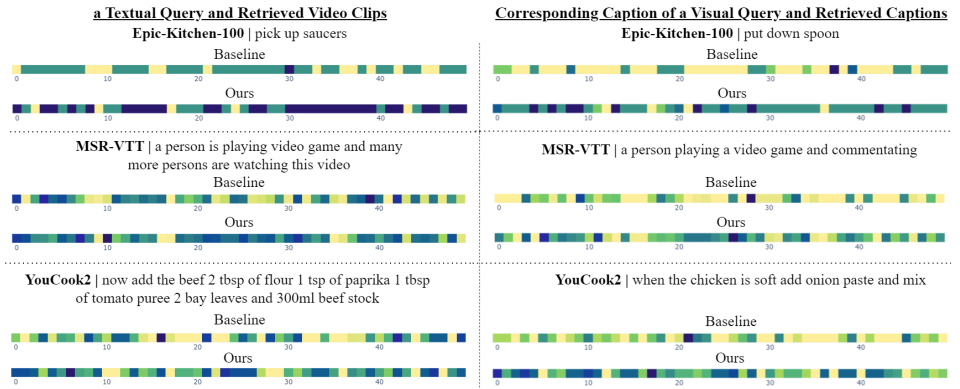 a Textual Query and Retrieved Video Clips
Epic-Kitchen-100 | pick up saucers
Baseline
0 10 20 30 40
Ours
0 10 20 30 40
MSR-VTT | a person is playing video game and many
more persons are watching this video
Baseline
0 10 20 30 40
Ours
0 10 20 30 40
YouCook2 | now add the beef 2 tbsp of flour 1 tsp of paprika 1 tbsp
of tomato puree 2 bay leaves and 300ml beef stock
Baseline
0 10 20 30 40
Ours
0 10 20 30 40
Corresponding Caption of a Visual Query and Retrieved Captions
Epic-Kitchen-100 | put down spoon
Baseline
0 10 20 30 40
Ours
0 10 20 30 40
MSR-VTT | a person playing a video game and commentating
Baseline
0 10 20 30 40
Ours
0 10 20 30 40
YouCook2 | when the chicken is soft add onion paste and mix
Baseline
0 10 20 30 40
Ours
0 10 20 30 40